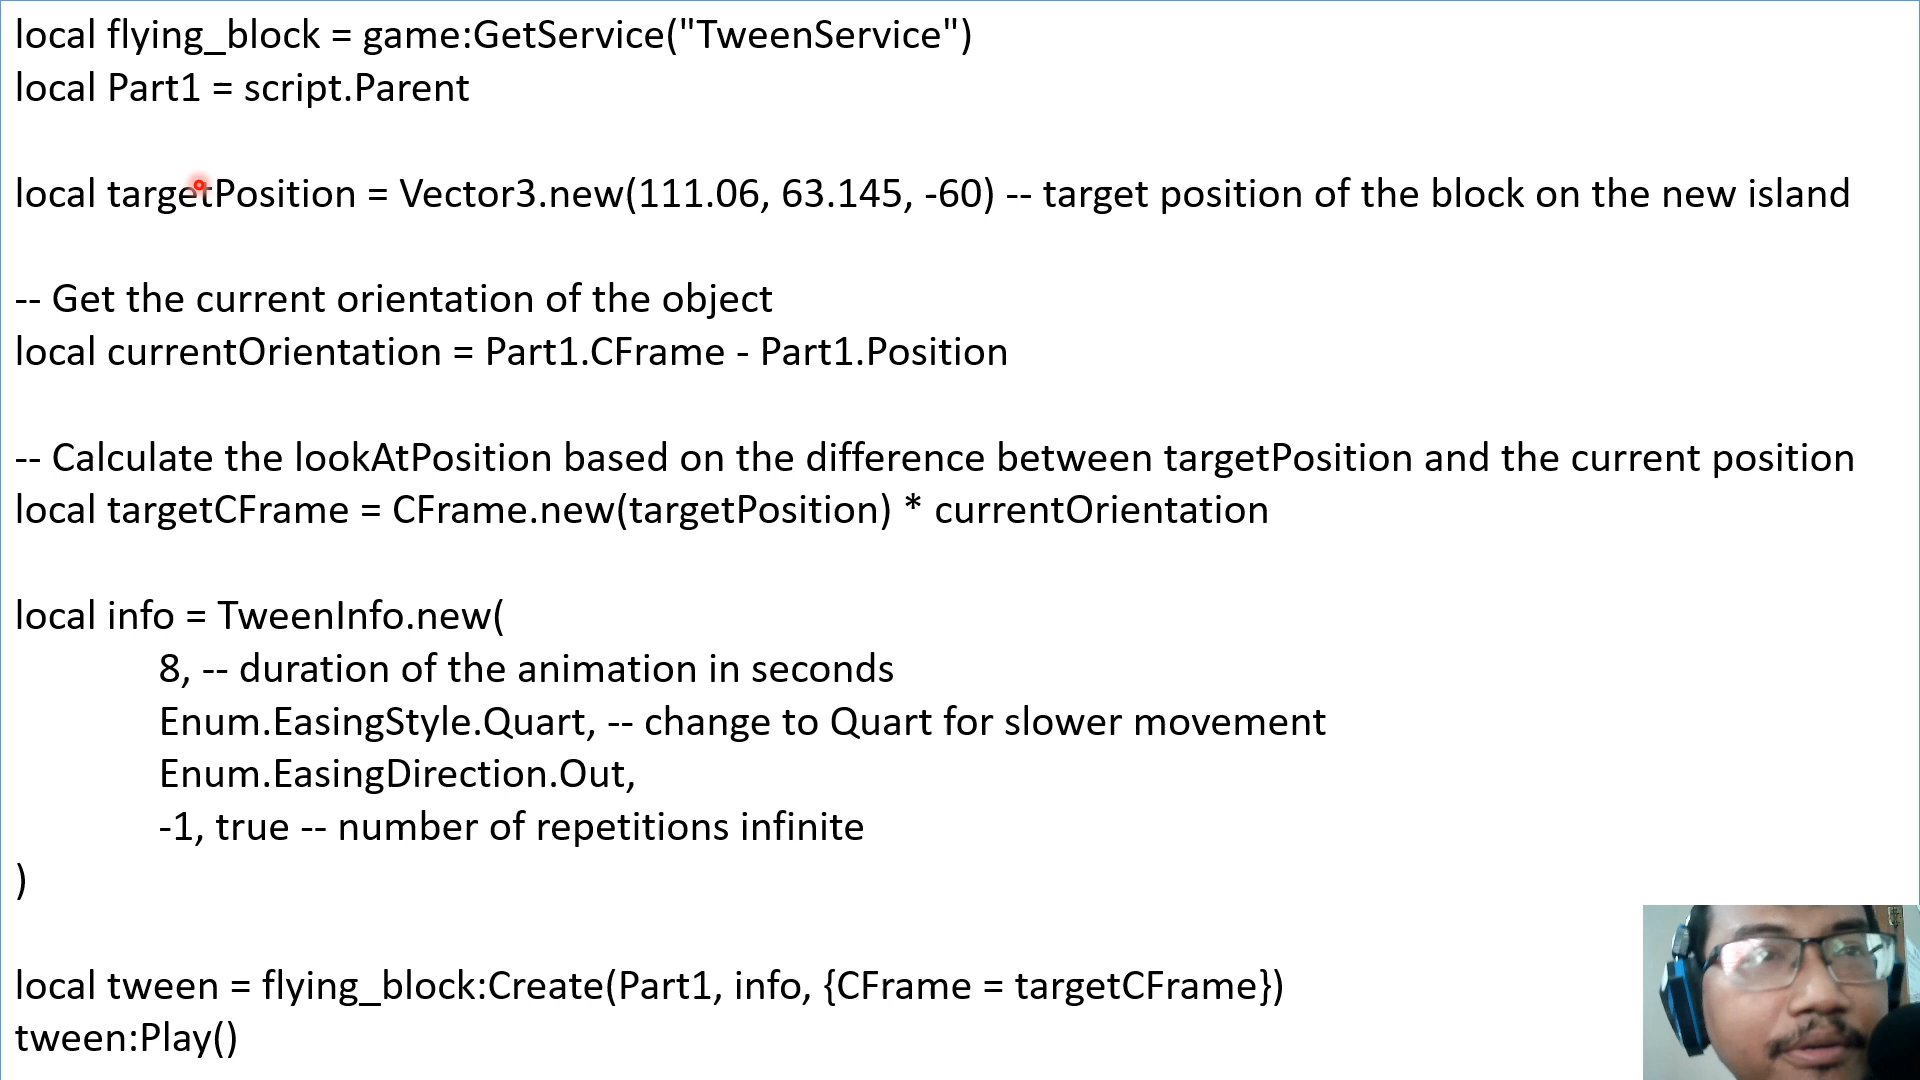 local flying_block = game:GetService("TweenService")
local Part1 = script.Parent
local targetPosition = Vector3.new(111.06, 63.145, -60) -- target position of the block on the new island
-- Get the current orientation of the object
local currentOrientation = Part1.CFrame - Part1.Position
-- Calculate the lookAtPosition based on the difference between targetPosition and the current position
local targetCFrame = CFrame.new(targetPosition) * currentOrientation
local info = TweenInfo.new(
8, -- duration of the animation in seconds
Enum.EasingStyle.Quart, -- change to Quart for slower movement
Enum.EasingDirection.Out,
-1, true -- number of repetitions infinite
)
local tween = flying_block:Create(Part1, info, {CFrame = targetCFrame})
tween:Play()